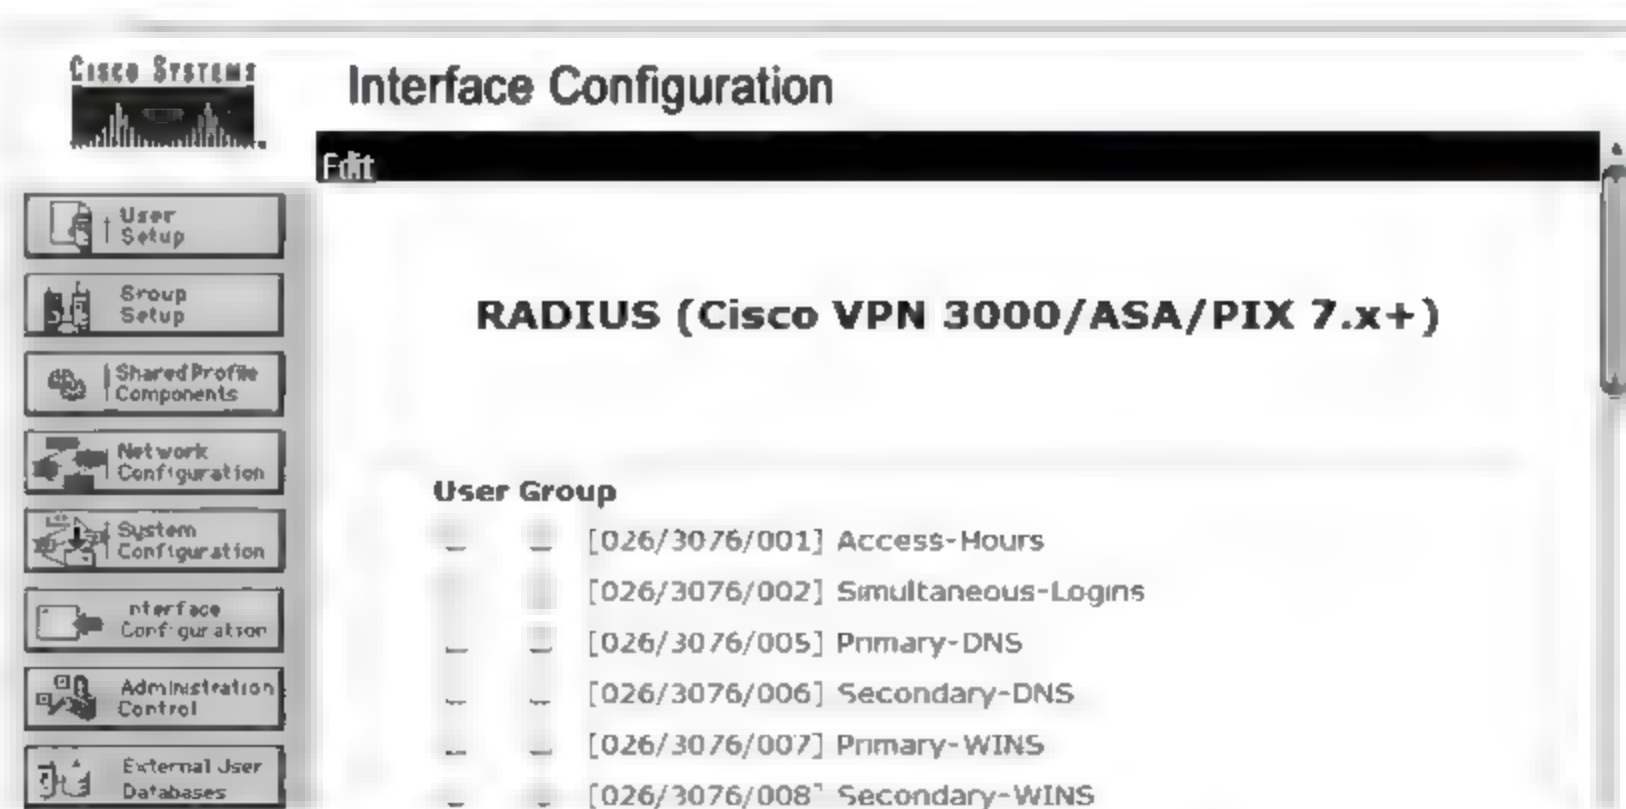 CISCO SYSTEMS
Interface Configuration
Edit
User
Setup
Group
Setup
Shared Profile
Components
Network
Configuration
System
Configuration
Interface
Configuration
Administration
Control
External User
Databases
RADIUS (Cisco VPN 3000/ASA/PIX 7.x+)
User Group
[026/3076/001] Access-Hours
[026/3076/002] Simultaneous-Logins
[026/3076/005] Primary-DNS
[026/3076/006] Secondary-DNS
[026/3076/007] Primary-WINS
[026/3076/008] Secondary-WINS